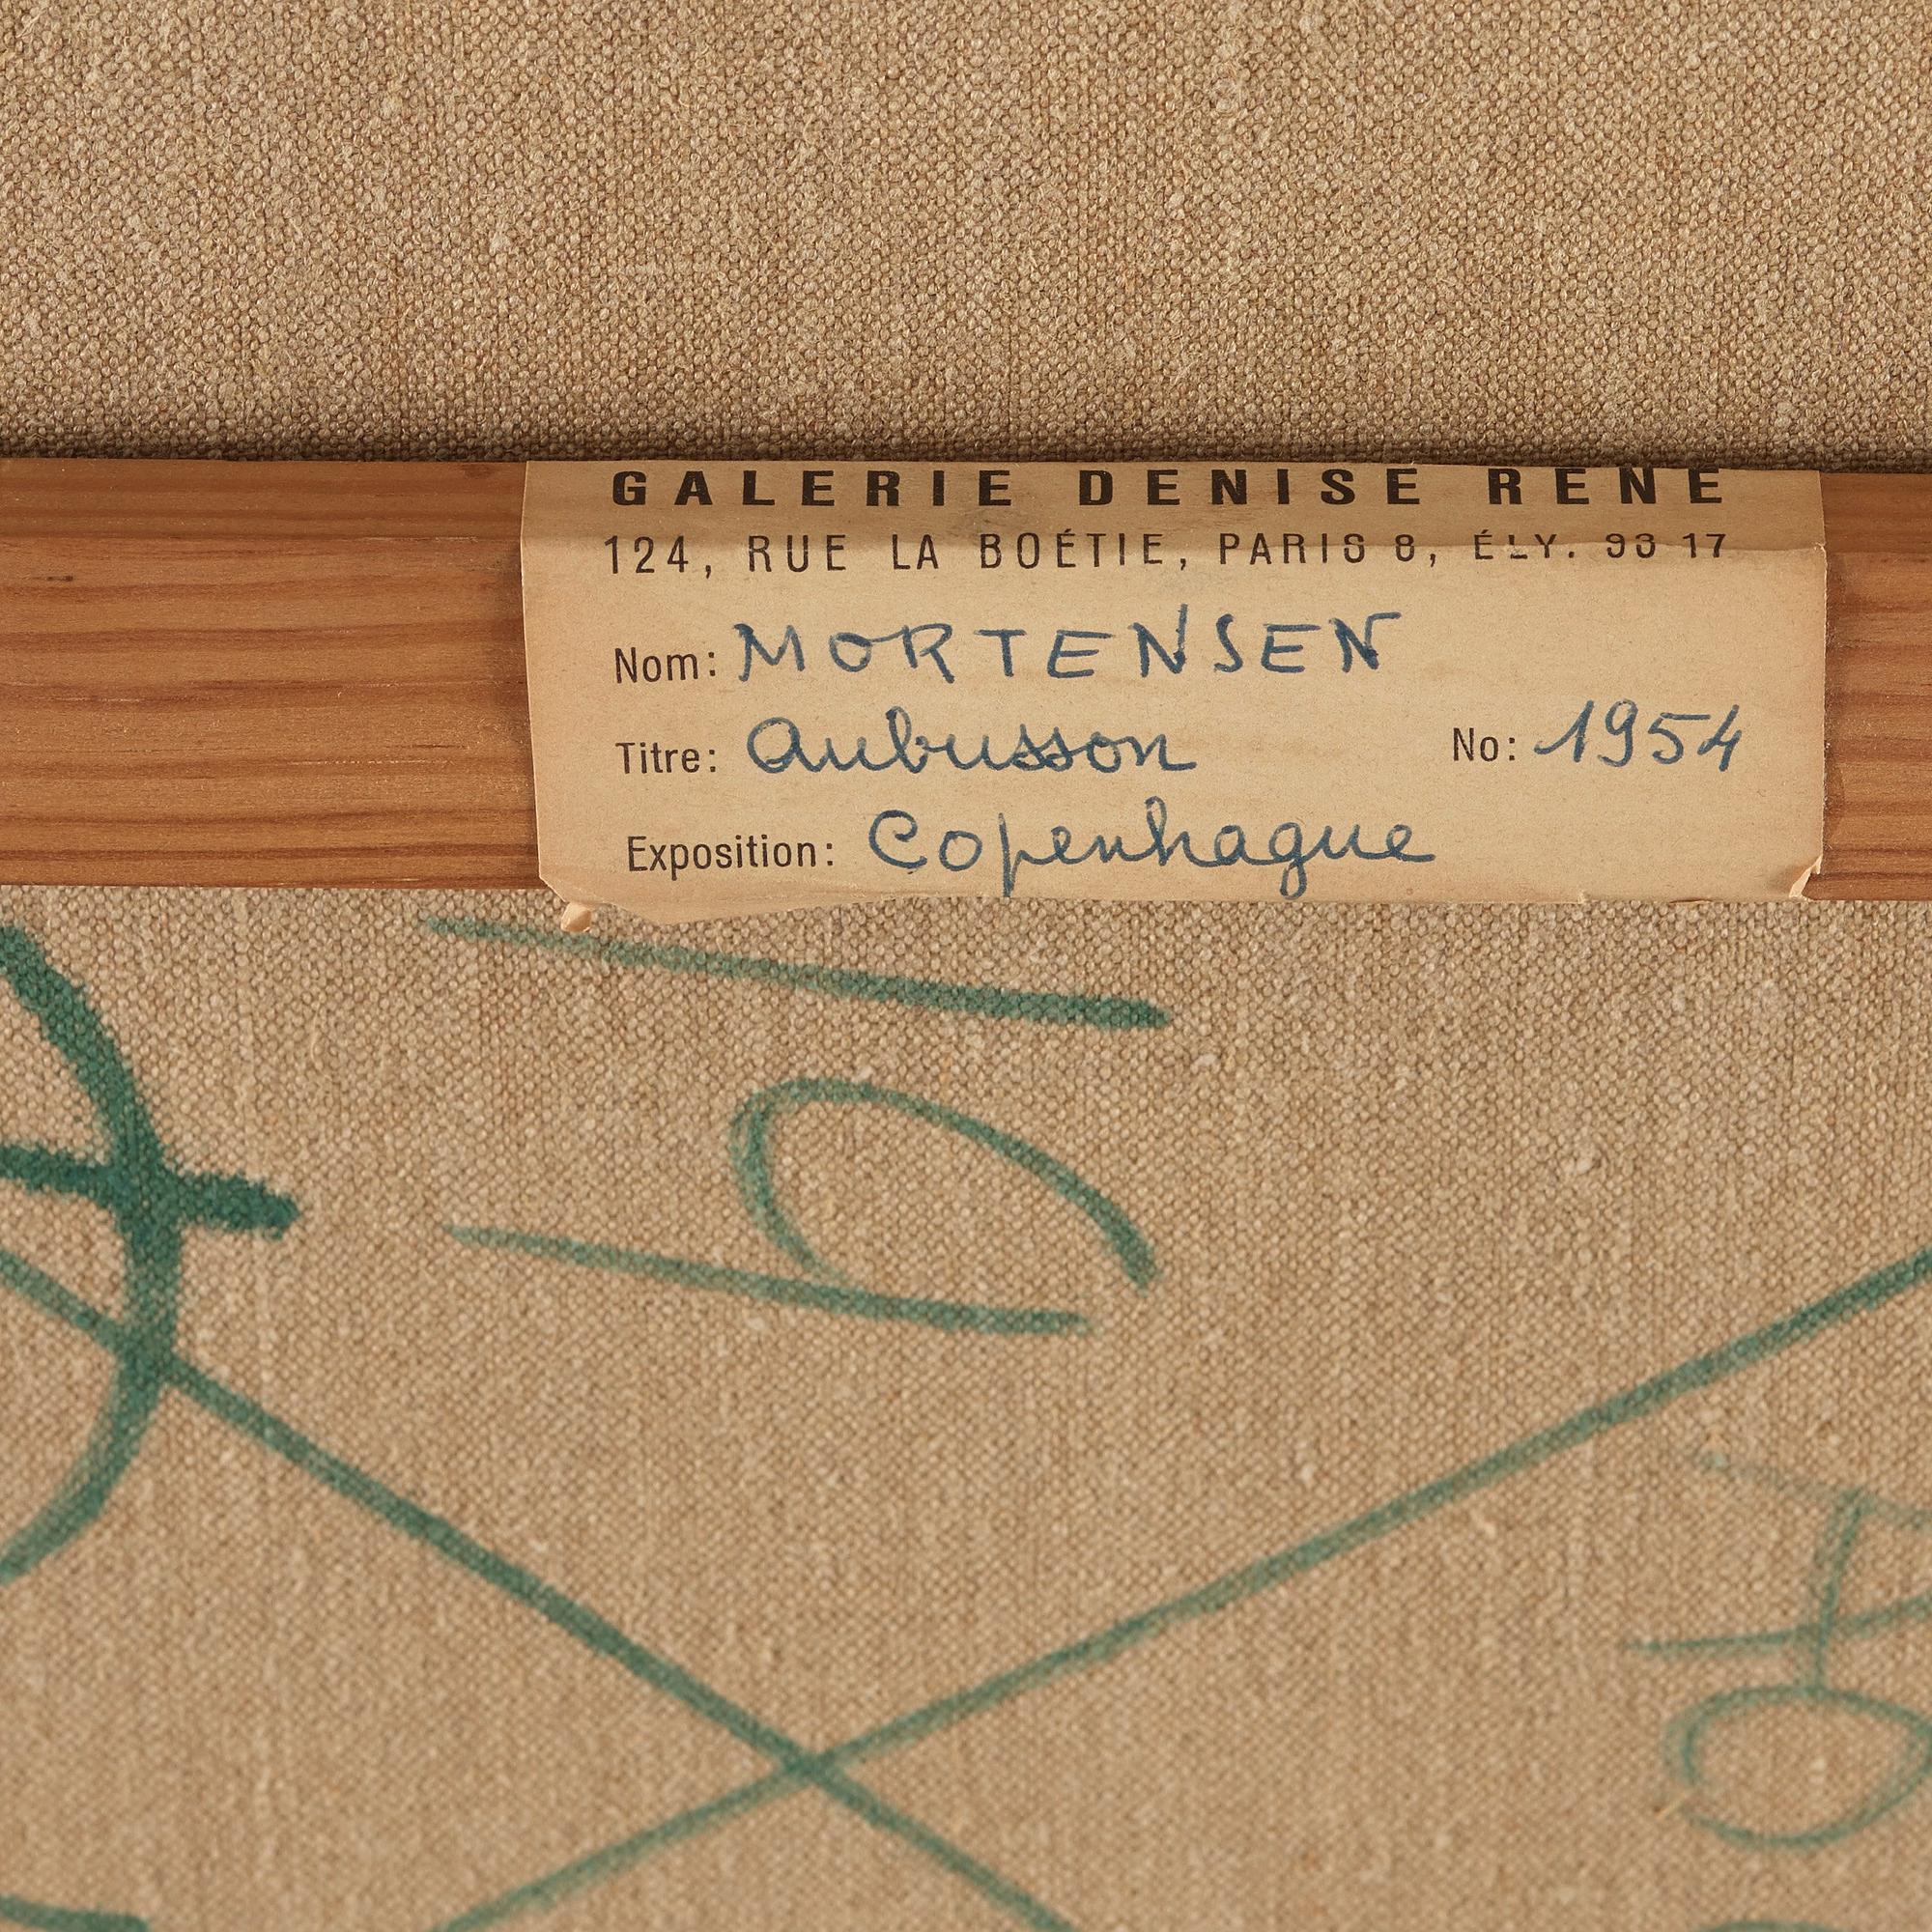 GALERIE DENISE RENE
124, RUE LA BOÉTIE, PARIS 8, ÉLY. 93 17
Nom: MORTENSEN
Titre: Aubusson No: 1954
Exposition: Copenhague